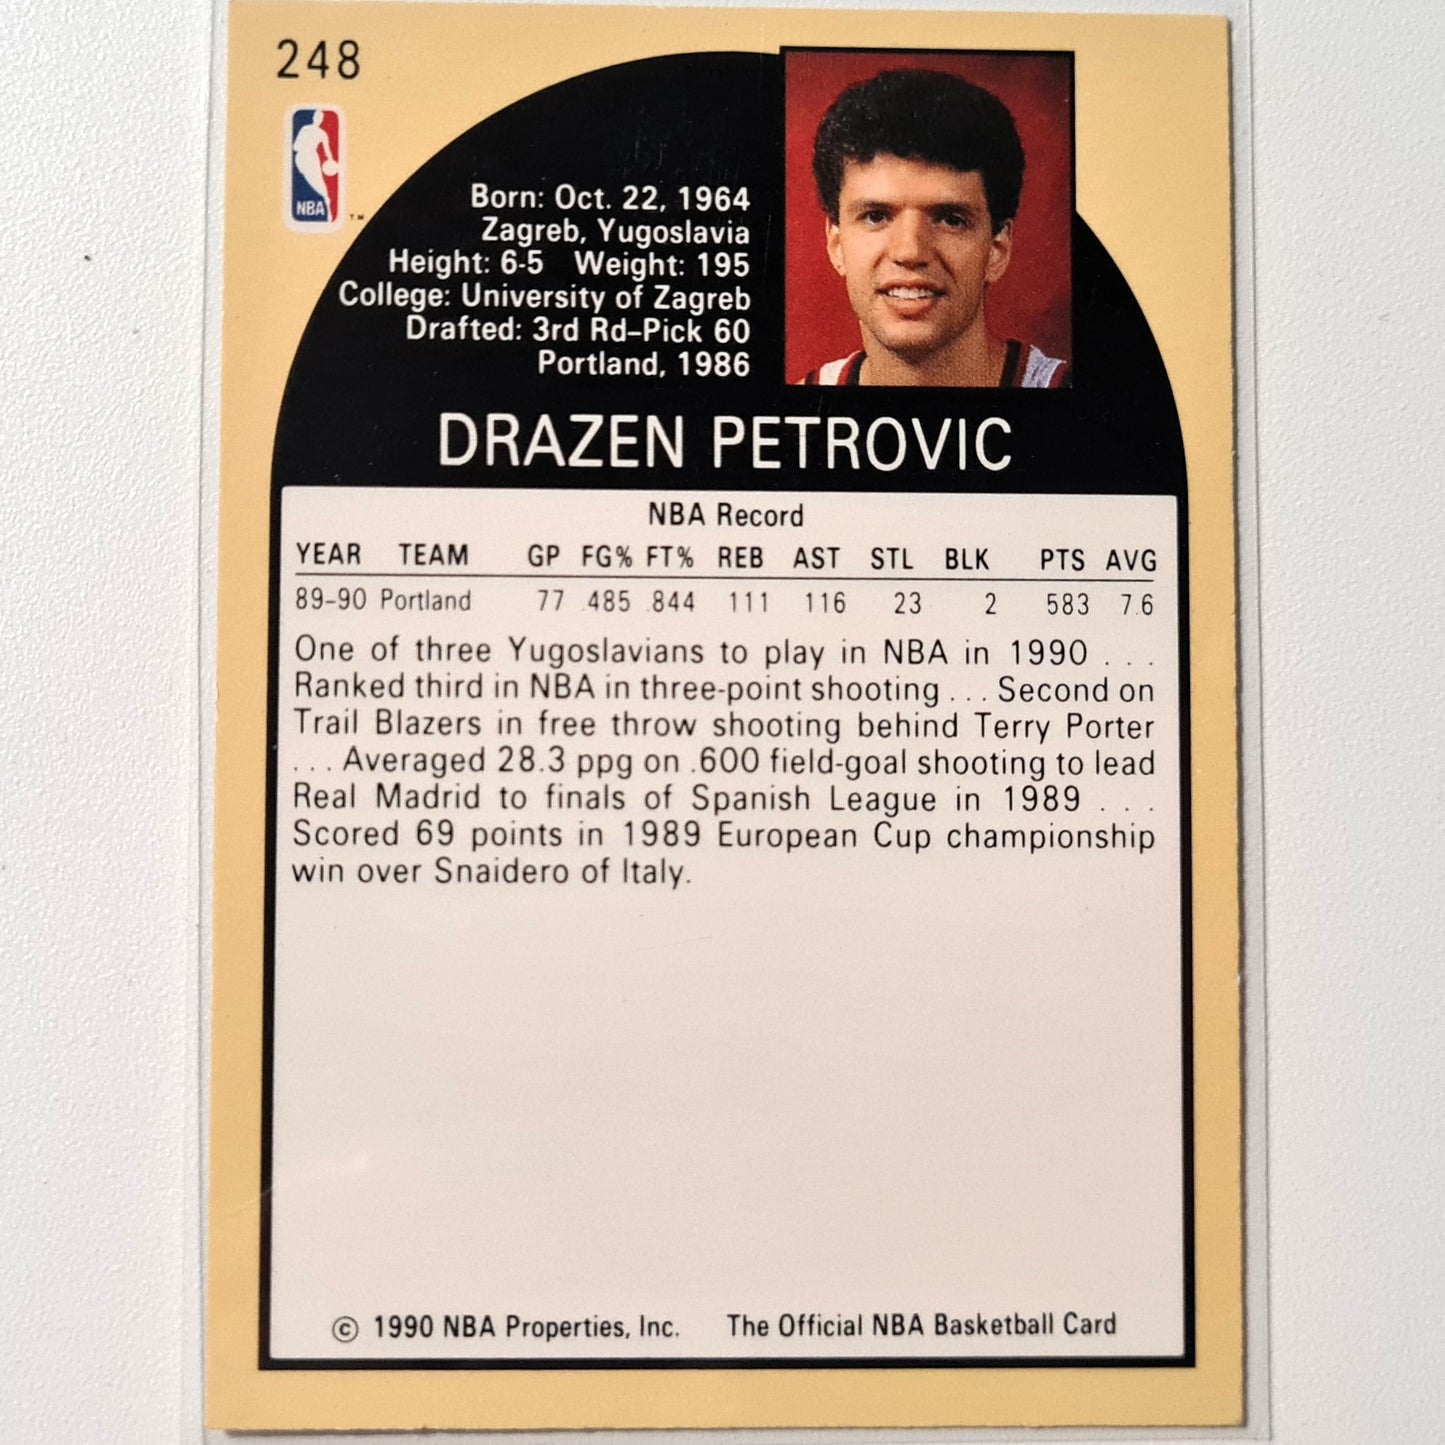 248
NBA
TM
Born: Oct. 22, 1964
Zagreb, Yugoslavia
Height: 6-5 Weight: 195
College: University of Zagreb
Drafted: 3rd Rd–Pick 60
Portland, 1986
DRAZEN PETROVIC
NBA Record
YEAR TEAM GP FG% FT% REB AST STL BLK PTS AVG
89–90 Portland 77 .485 .844 111 116 23 2 583 7.6
One of three Yugoslavians to play in NBA in 1990 . . .
Ranked third in NBA in three-point shooting . . . Second on
Trail Blazers in free throw shooting behind Terry Porter
. . . Averaged 28.3 ppg on .600 field-goal shooting to lead
Real Madrid to finals of Spanish League in 1989 . . .
Scored 69 points in 1989 European Cup championship
win over Snaidero of Italy.
© 1990 NBA Properties, Inc. The Official NBA Basketball Card